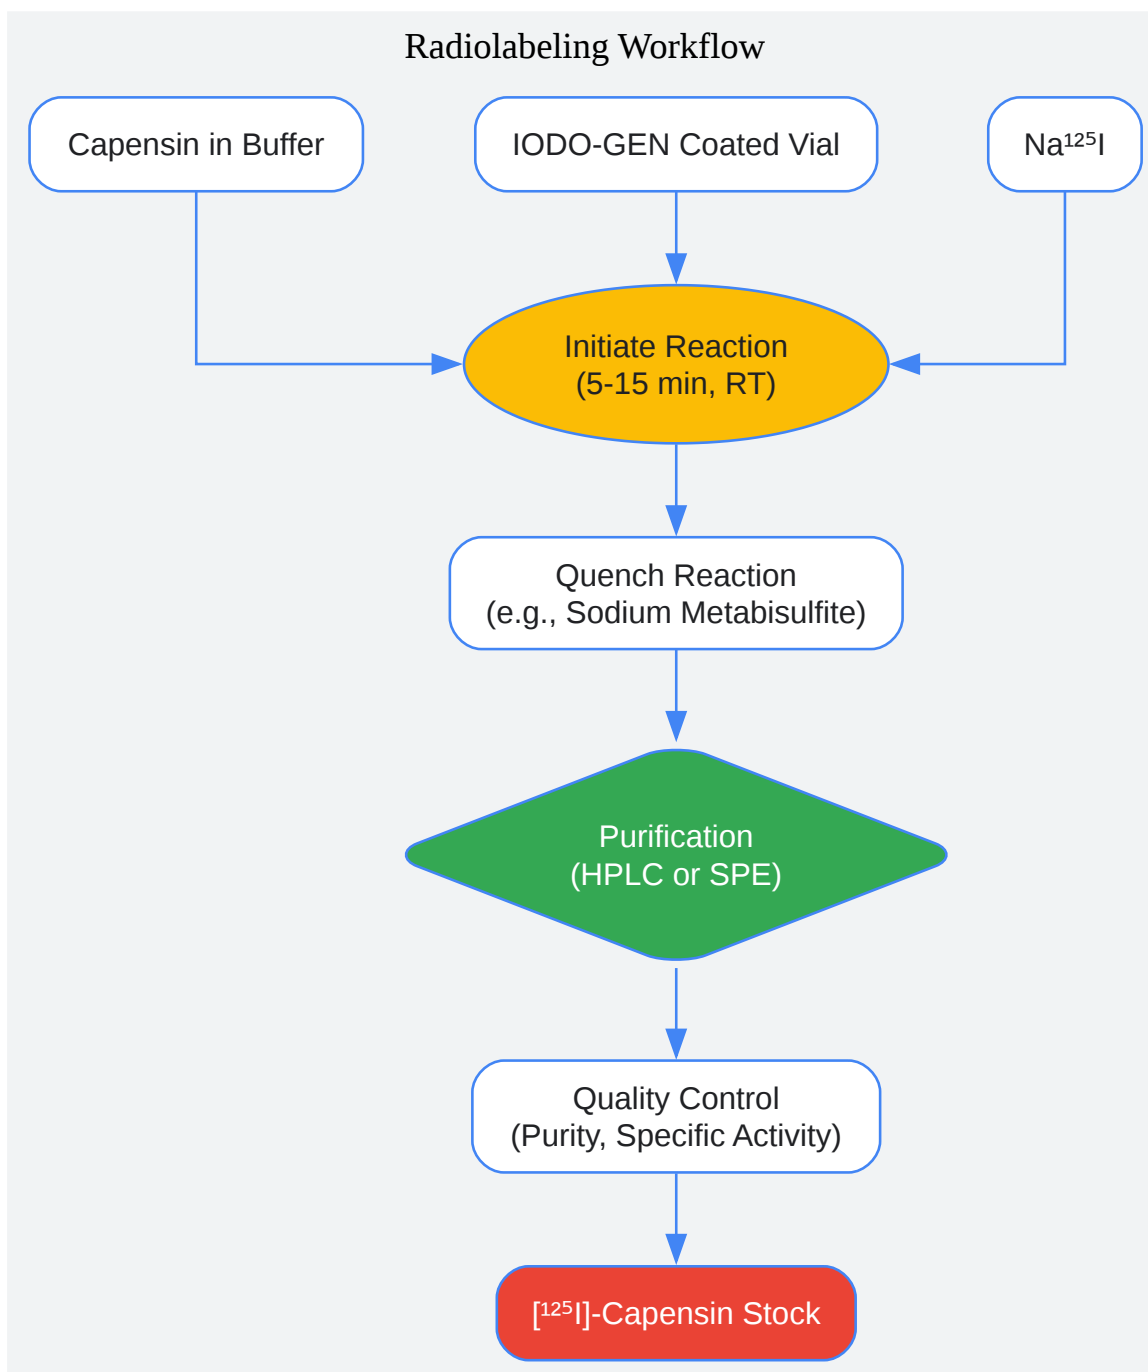 Radiolabeling Workflow
Capensin in Buffer
IODO-GEN Coated Vial
Na¹²⁵I
Initiate Reaction
(5-15 min, RT)
Quench Reaction
(e.g., Sodium Metabisulfite)
Purification
(HPLC or SPE)
Quality Control
(Purity, Specific Activity)
[¹²⁵I]-Capensin Stock